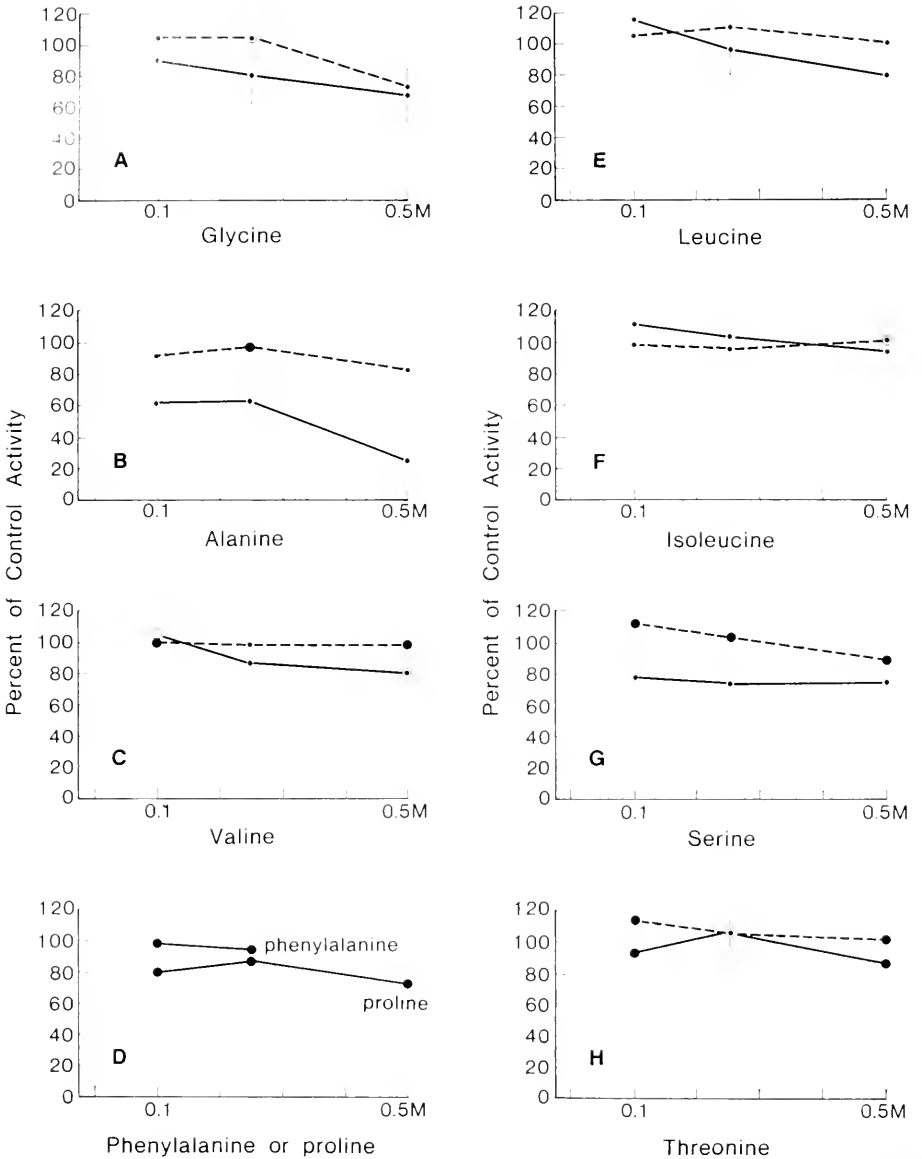 Percent of Control Activity
120
100
80
60
40
20
0
A
0.1
0.5M
Glycine
120
100
80
60
40
20
0
B
0.1
0.5M
Alanine
120
100
80
60
40
20
0
C
0.1
0.5M
Valine
120
100
80
60
40
20
0
D
phenylalanine
proline
0.1
0.5M
Phenylalanine or proline
Percent of Control Activity
120
100
80
60
40
20
0
E
0.1
0.5M
Leucine
120
100
80
60
40
20
0
F
0.1
0.5M
Isoleucine
120
100
80
60
40
20
0
G
0.1
0.5M
Serine
120
100
80
60
40
20
0
H
0.1
0.5M
Threonine